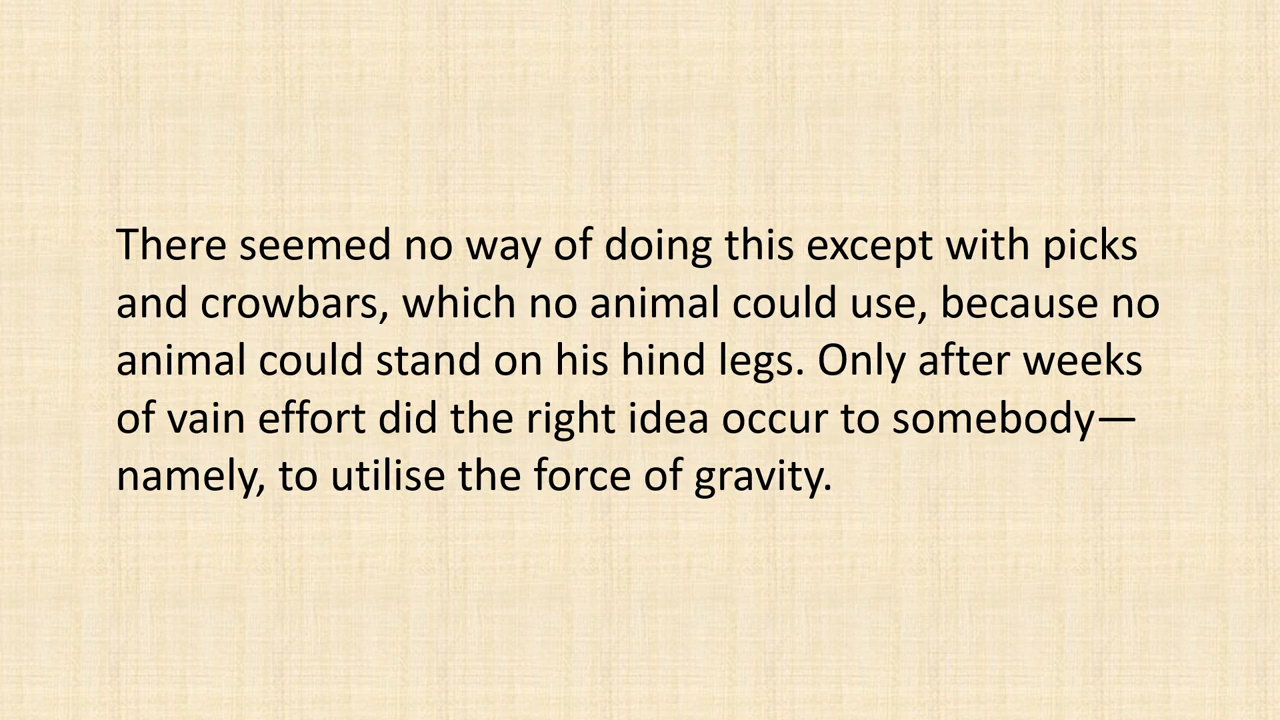 There seemed no way of doing this except with picks
and crowbars, which no animal could use, because no
animal could stand on his hind legs. Only after weeks
of vain effort did the right idea occur to somebody—
namely, to utilise the force of gravity.